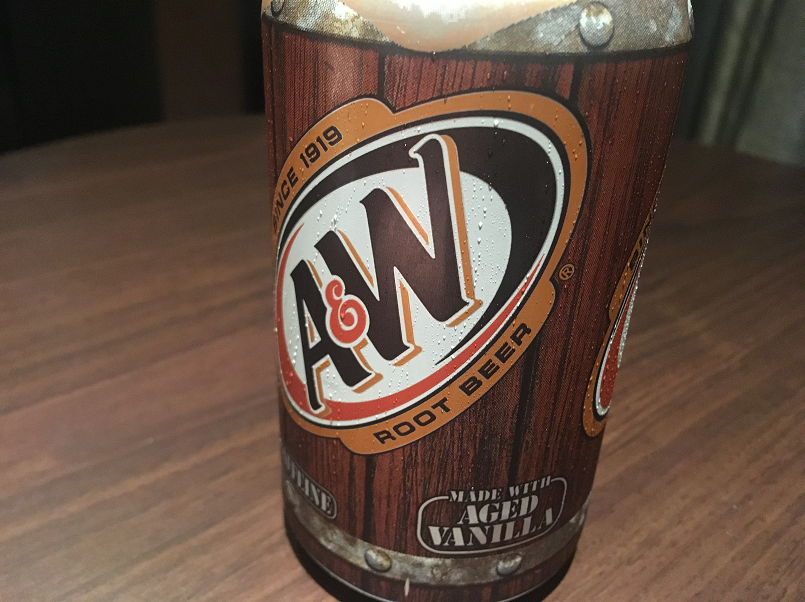 SINCE 1919
A&W
®
ROOT BEER
MADE WITH
AGED
VANILLA